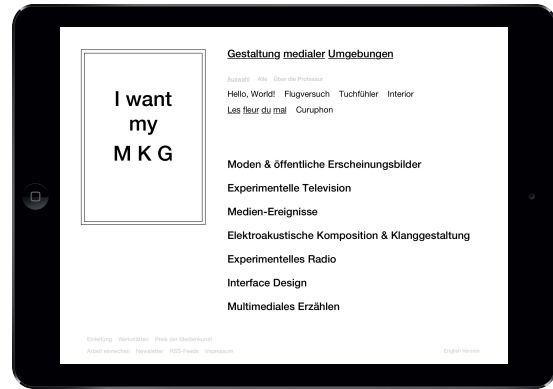 I want
my
M K G
Gestaltung medialer Umgebungen
Auswahl Alle Über die Professur
Hello, World! Flugversuch Tuchfühler Interior
Les fleur du mal Curuphon
Moden & öffentliche Erscheinungsbilder
Experimentelle Television
Medien-Ereignisse
Elektroakustische Komposition & Klanggestaltung
Experimentelles Radio
Interface Design
Multimediales Erzählen
Einleitung Werkstätten Preis der Medienkunst
Arbeit einreichen Newsletter RSS-Feeds Impressum
English Version